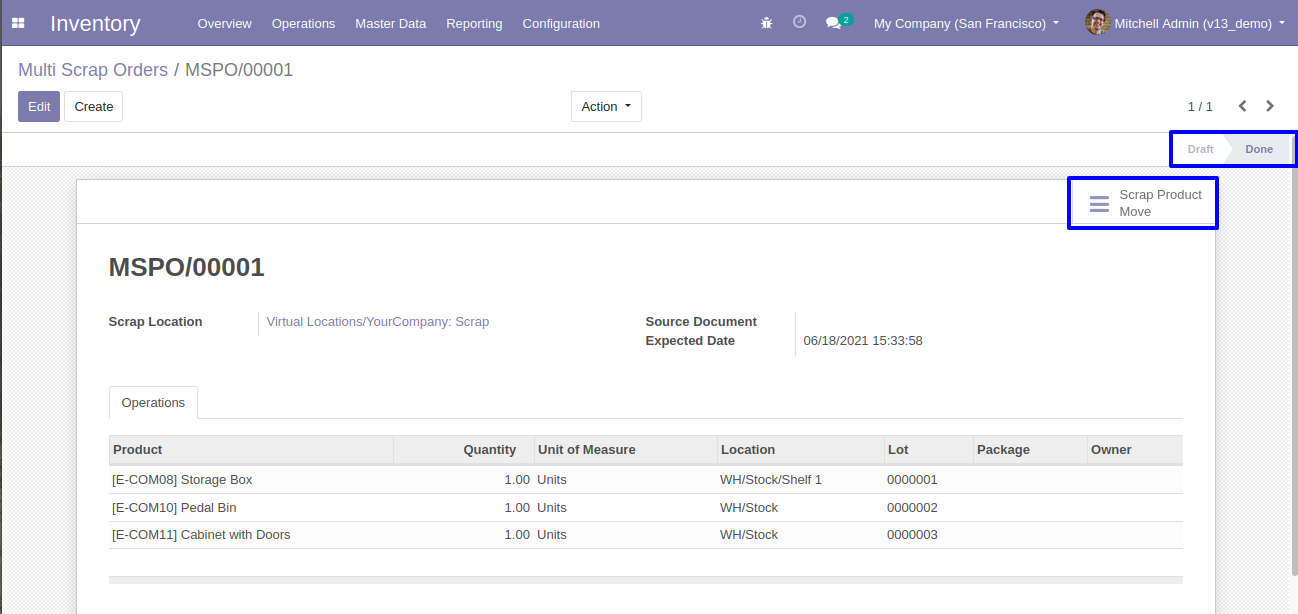 Inventory Overview Operations Master Data Reporting Configuration 2 My Company (San Francisco) Mitchell Admin (v13_demo)
Multi Scrap Orders / MSPO/00001
Edit Create Action 1 / 1
Draft Done
Scrap Product
Move
MSPO/00001
Scrap Location Virtual Locations/YourCompany: Scrap Source Document
Expected Date 06/18/2021 15:33:58
Operations
Product Quantity Unit of Measure Location Lot Package Owner
[E-COM08] Storage Box 1.00 Units WH/Stock/Shelf 1 0000001
[E-COM10] Pedal Bin 1.00 Units WH/Stock 0000002
[E-COM11] Cabinet with Doors 1.00 Units WH/Stock 0000003